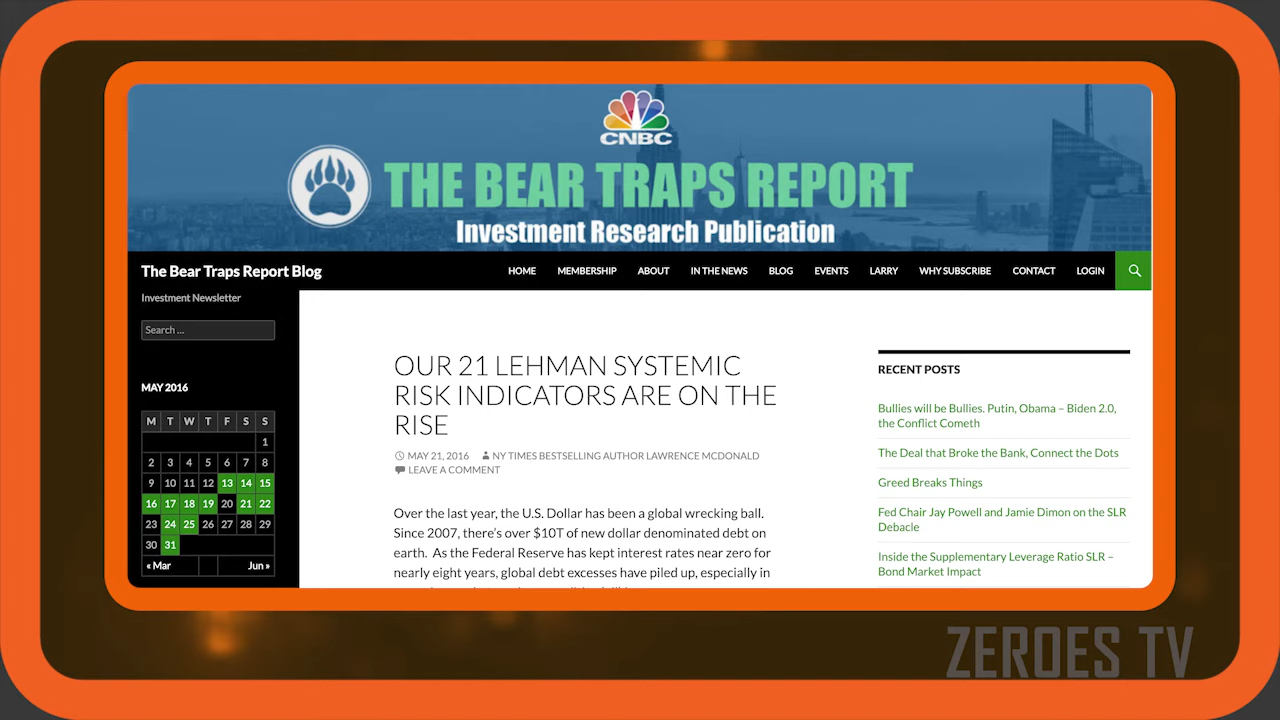 CNBC
THE BEAR TRAPS REPORT
Investment Research Publication
The Bear Traps Report Blog
HOME MEMBERSHIP ABOUT IN THE NEWS BLOG EVENTS LARRY WHY SUBSCRIBE CONTACT LOGIN
Investment Newsletter
Search ...
MAY 2016
M T W T F S S
1
2 3 4 5 6 7 8
9 10 11 12 13 14 15
16 17 18 19 20 21 22
23 24 25 26 27 28 29
30 31
« Mar Jun »
OUR 21 LEHMAN SYSTEMIC
RISK INDICATORS ARE ON THE
RISE
MAY 21, 2016 NY TIMES BESTSELLING AUTHOR LAWRENCE MCDONALD
LEAVE A COMMENT
Over the last year, the U.S. Dollar has been a global wrecking ball.
Since 2007, there's over $10T of new dollar denominated debt on
earth. As the Federal Reserve has kept interest rates near zero for
nearly eight years, global debt excesses have piled up, especially in
RECENT POSTS
Bullies will be Bullies. Putin, Obama – Biden 2.0,
the Conflict Cometh
The Deal that Broke the Bank, Connect the Dots
Greed Breaks Things
Fed Chair Jay Powell and Jamie Dimon on the SLR
Debacle
Inside the Supplementary Leverage Ratio SLR –
Bond Market Impact
ZEROES TV